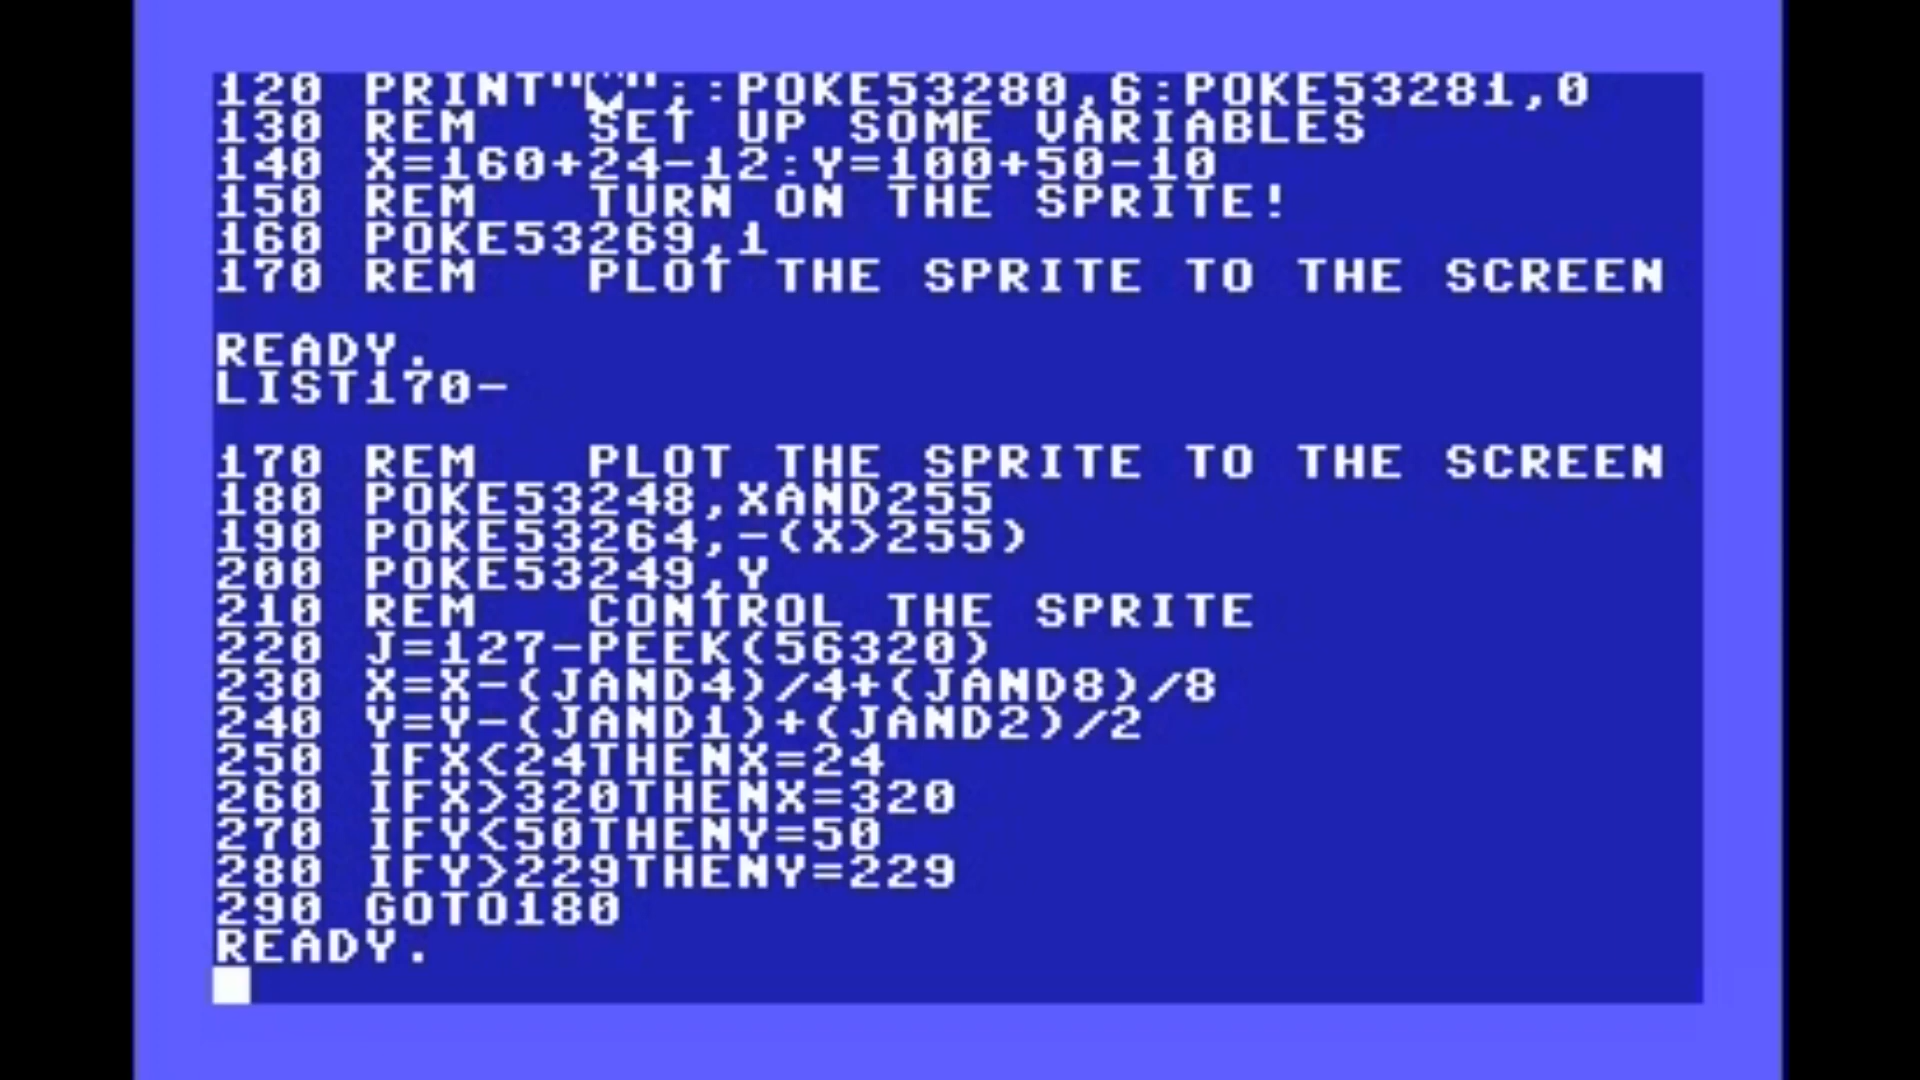 120 PRINT"♥";:POKE53280,6:POKE53281,0
130 REM   SET UP SOME VARIABLES
140 X=160+24-12:Y=100+50-10
150 REM   TURN ON THE SPRITE!
160 POKE53269,1
170 REM   PLOT THE SPRITE TO THE SCREEN
READY.
LIST170-
170 REM   PLOT THE SPRITE TO THE SCREEN
180 POKE53248,XAND255
190 POKE53264,-(X>255)
200 POKE53249,Y
210 REM   CONTROL THE SPRITE
220 J=127-PEEK(56320)
230 X=X-(JAND4)/4+(JAND8)/8
240 Y=Y-(JAND1)+(JAND2)/2
250 IFX<24THENX=24
260 IFX>320THENX=320
270 IFY<50THENY=50
280 IFY>229THENY=229
290 GOTO180
READY.